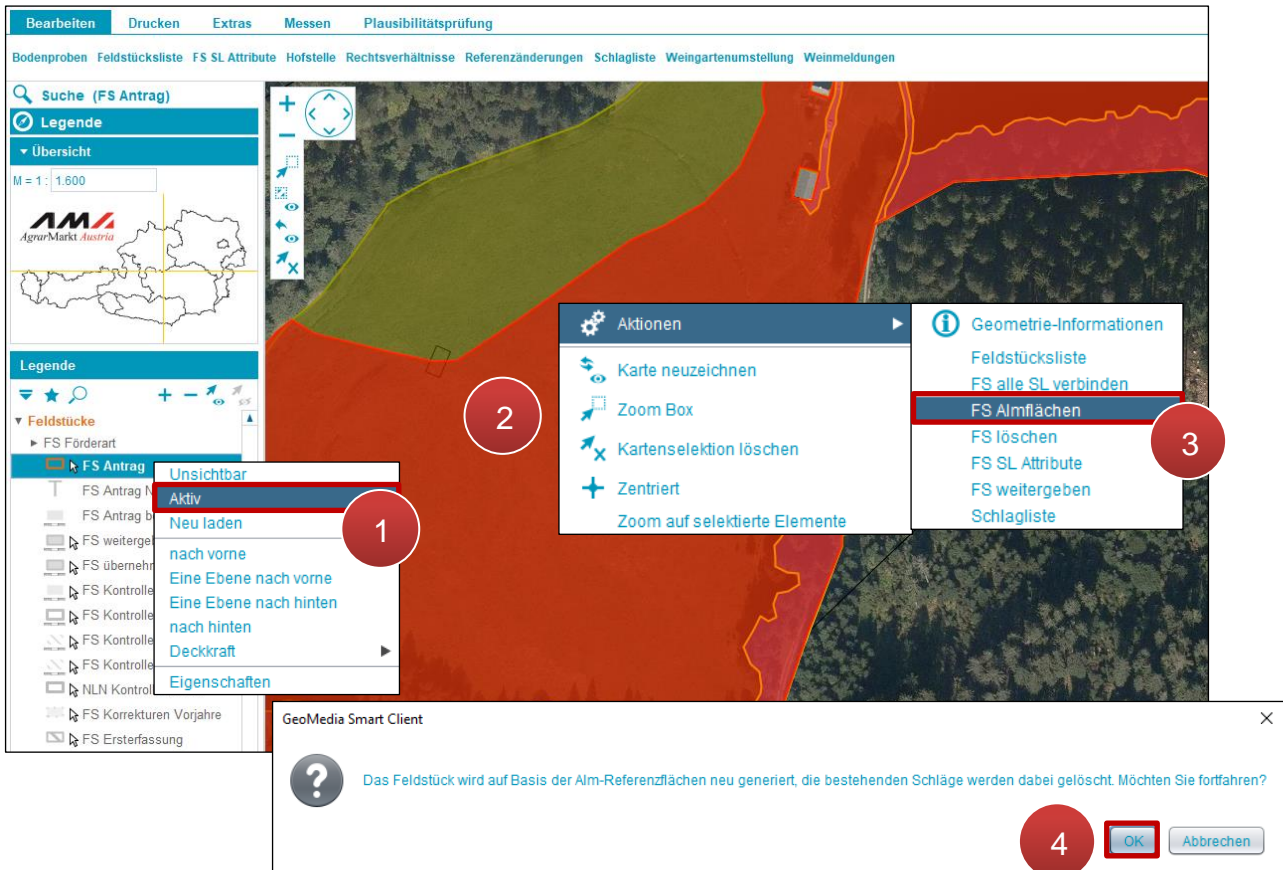 Bearbeiten Drucken Extras Messen Plausibilitätsprüfung
Bodenproben Feldstücksliste FS SL Attribute Hofstelle Rechtsverhältnisse Referenzänderungen Schlagliste Weingartenumstellung Weinmeldungen
Suche (FS Antrag)
Legende
Übersicht
M = 1 : 1.600
AMA
AgrarMarkt Austria
Legende
Feldstücke
FS Förderart
FS Antrag
FS Antrag N
FS Antrag b
FS weitergel
FS übernehr
FS Kontrolle
FS Kontrolle
FS Kontrolle
FS Kontrolle
NLN Kontrol
FS Korrekturen Vorjahre
FS Ersterfassung
Unsichtbar
Aktiv
Neu laden
nach vorne
Eine Ebene nach vorne
Eine Ebene nach hinten
nach hinten
Deckkraft
Eigenschaften
1
2
Aktionen
Karte neuzeichnen
Zoom Box
Kartenselektion löschen
Zentriert
Zoom auf selektierte Elemente
Geometrie-Informationen
Feldstücksliste
FS alle SL verbinden
FS Almflächen
FS löschen
FS SL Attribute
FS weitergeben
Schlagliste
3
GeoMedia Smart Client
Das Feldstück wird auf Basis der Alm-Referenzflächen neu generiert, die bestehenden Schläge werden dabei gelöscht. Möchten Sie fortfahren?
4
OK Abbrechen